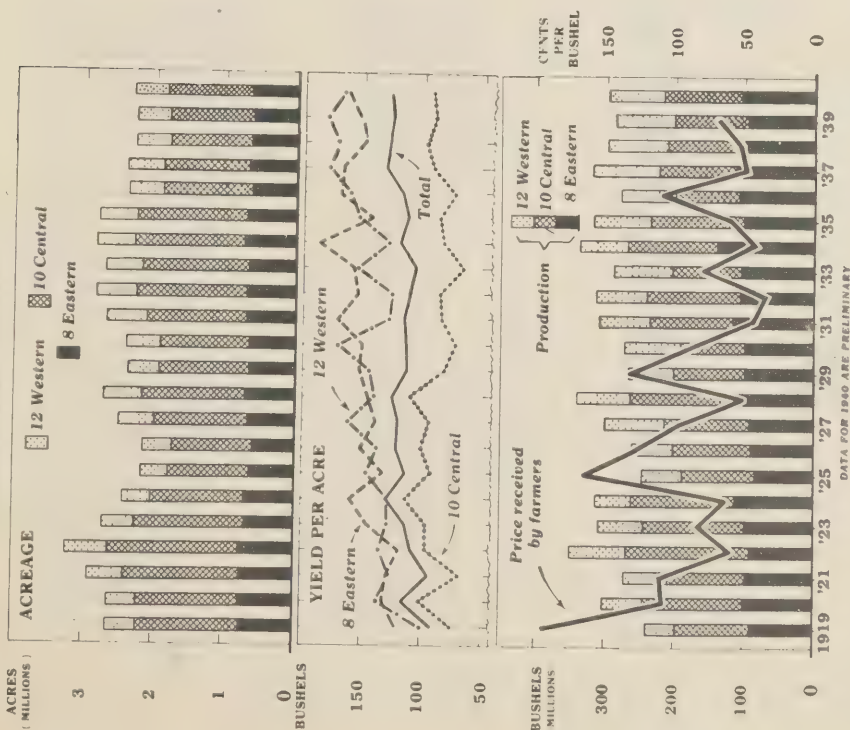 ACRES
(MILLIONS)
3
2
1
0
ACREAGE
12 Western
10 Central
8 Eastern
BUSHELS
150
100
50
YIELD PER ACRE
8 Eastern
12 Western
10 Central
Total
BUSHELS
MILLIONS
300
200
100
0
Price received
by farmers
Production
12 Western
10 Central
8 Eastern
CENTS
PER
BUSHEL
150
100
50
0
1919
'21
'23
'25
'27
'29
'31
'33
'35
'37
'39
DATA FOR 1940 ARE PRELIMINARY